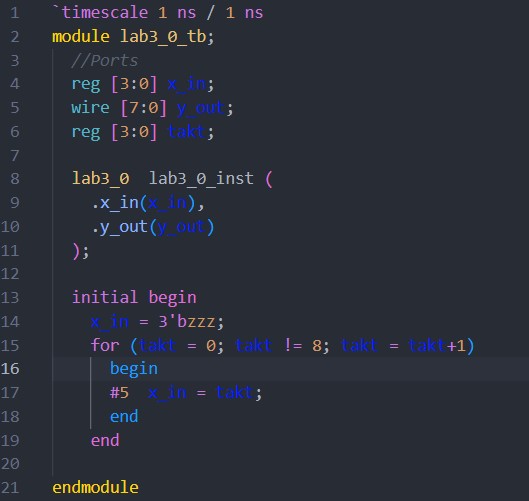 1 `timescale 1 ns / 1 ns
2 module lab3_0_tb;
3 //Ports
4 reg [3:0] x_in;
5 wire [7:0] y_out;
6 reg [3:0] takt;
7
8 lab3_0 lab3_0_inst (
9 .x_in(x_in),
10 .y_out(y_out)
11 );
12
13 initial begin
14 x_in = 3'bzzz;
15 for (takt = 0; takt != 8; takt = takt+1)
16 begin
17 #5 x_in = takt;
18 end
19 end
20
21 endmodule